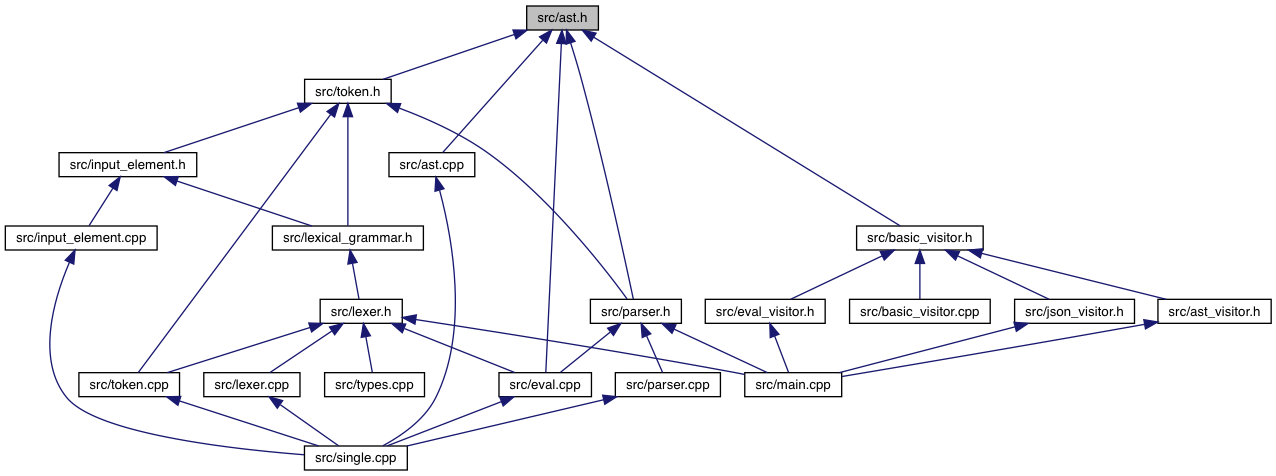 src/ast.h
src/token.h
src/input_element.h
src/ast.cpp
src/input_element.cpp
src/lexical_grammar.h
src/basic_visitor.h
src/lexer.h
src/parser.h
src/eval_visitor.h
src/basic_visitor.cpp
src/json_visitor.h
src/ast_visitor.h
src/token.cpp
src/lexer.cpp
src/types.cpp
src/eval.cpp
src/parser.cpp
src/main.cpp
src/single.cpp